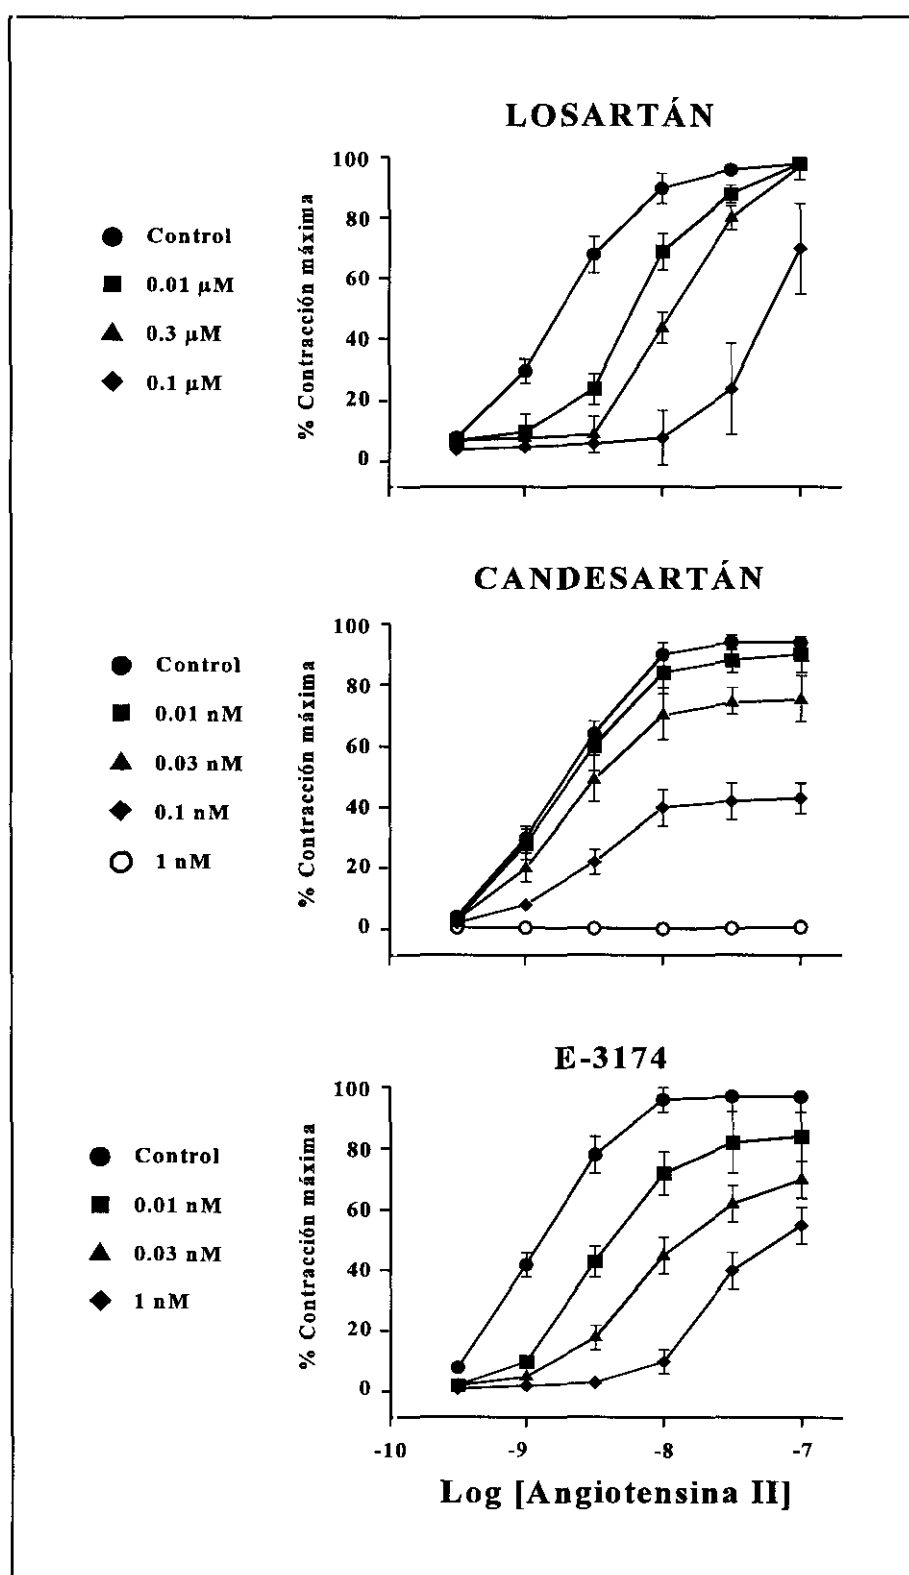 LOSARTÁN
% Contracción máxima
100
80
60
40
20
0
Control
0.01 µM
0.3 µM
0.1 µM
CANDESARTÁN
% Contracción máxima
100
80
60
40
20
0
Control
0.01 nM
0.03 nM
0.1 nM
1 nM
E-3174
% Contracción máxima
100
80
60
40
20
0
Control
0.01 nM
0.03 nM
1 nM
-10 -9 -8 -7
Log [Angiotensina II]